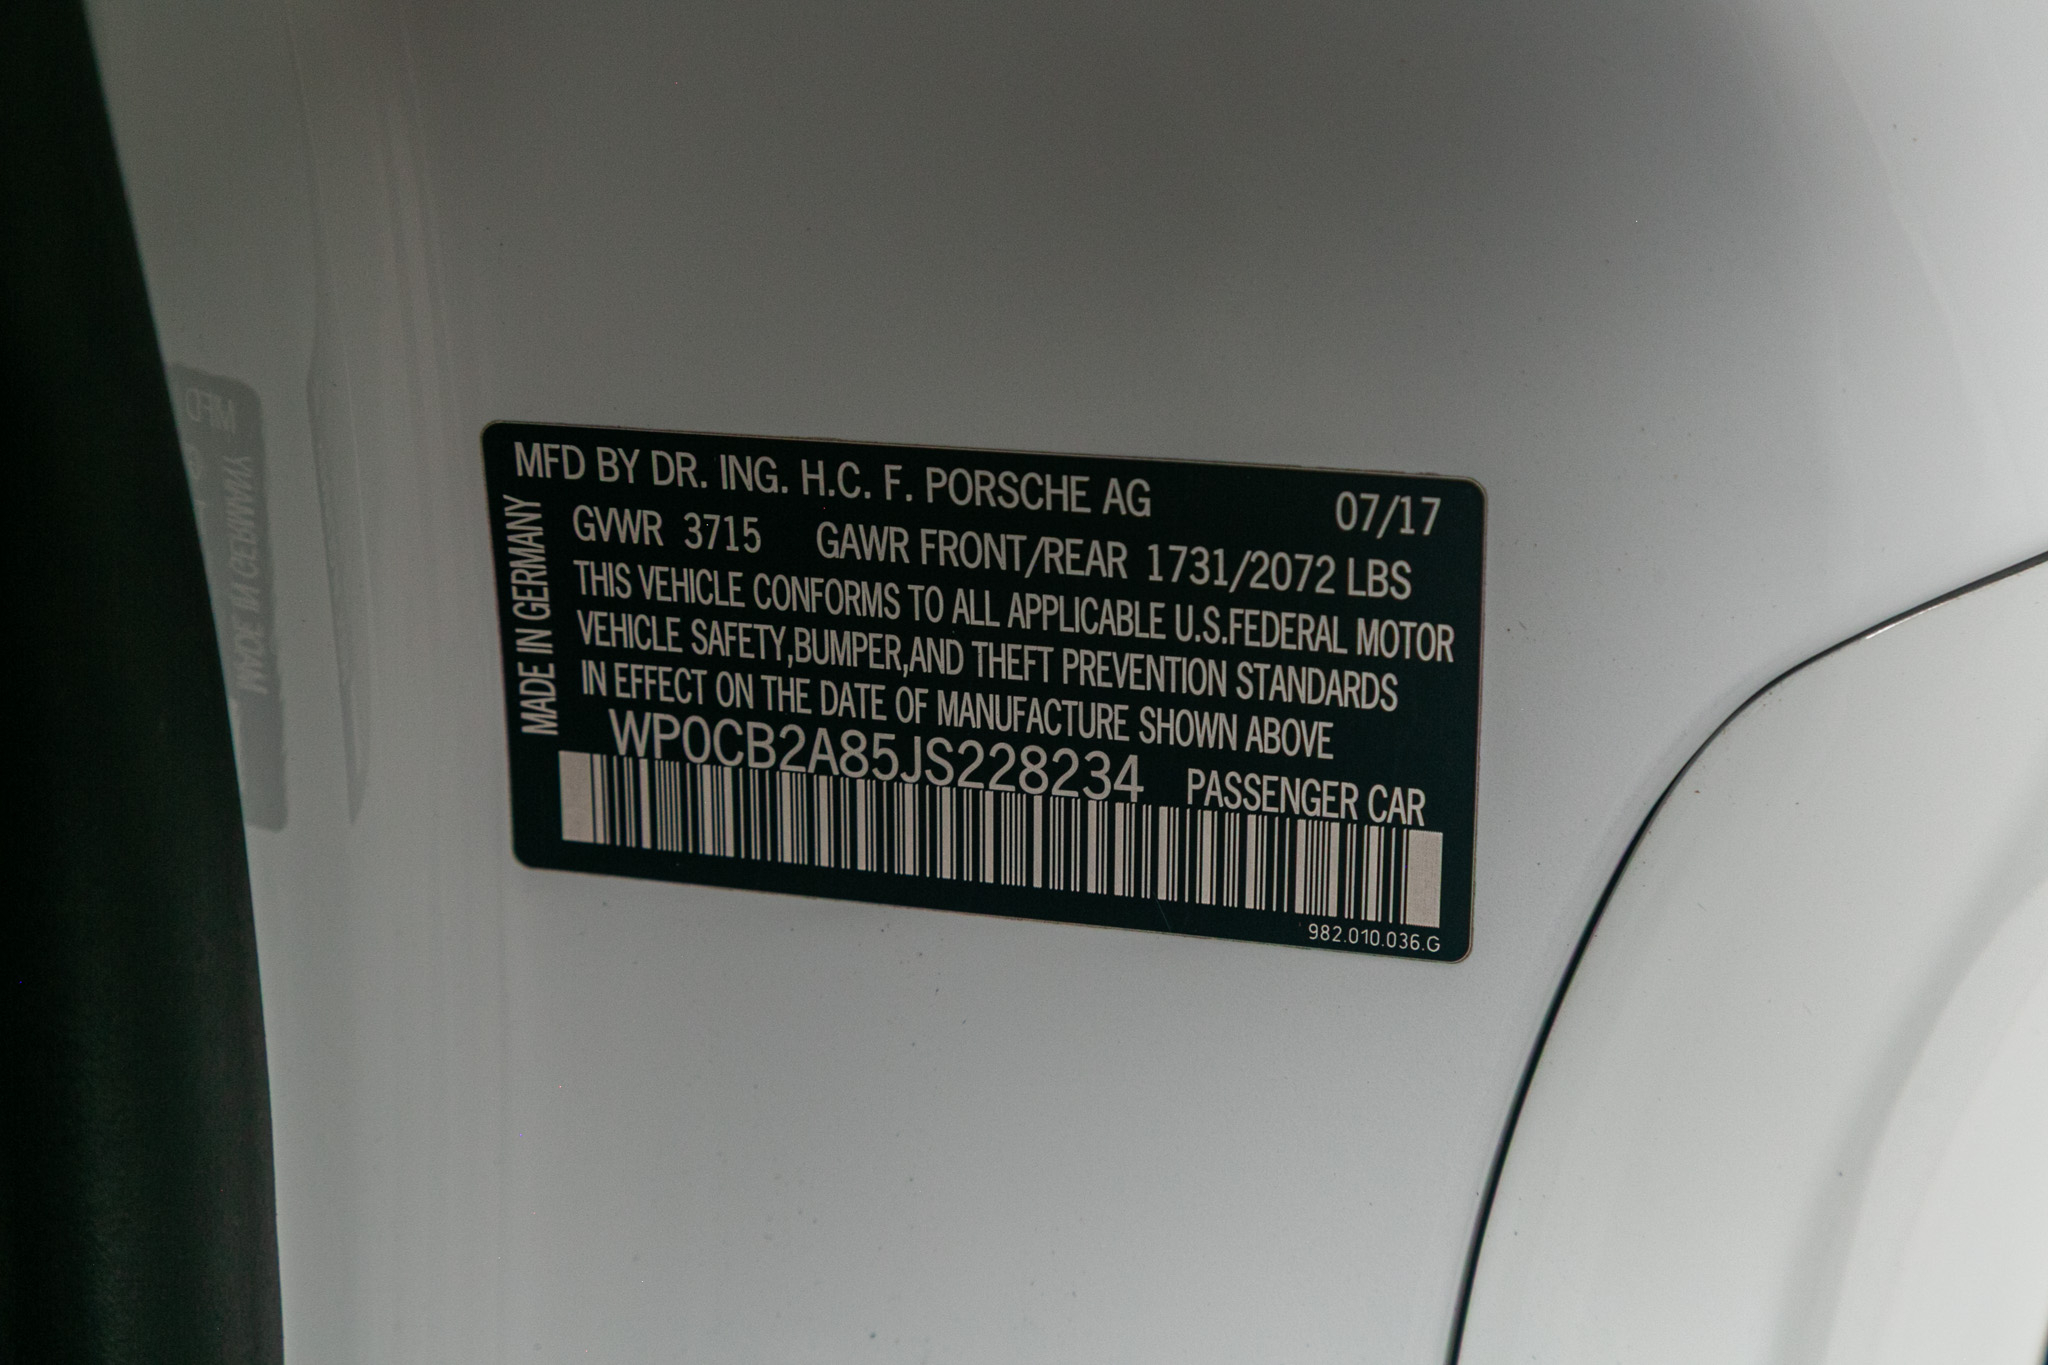 MFD BY DR. ING. H.C. F. PORSCHE AG 07/17
MADE IN GERMANY
GVWR 3715 GAWR FRONT/REAR 1731/2072 LBS
THIS VEHICLE CONFORMS TO ALL APPLICABLE U.S.FEDERAL MOTOR
VEHICLE SAFETY,BUMPER,AND THEFT PREVENTION STANDARDS
IN EFFECT ON THE DATE OF MANUFACTURE SHOWN ABOVE
WP0CB2A85JS228234 PASSENGER CAR
982.010.036.G